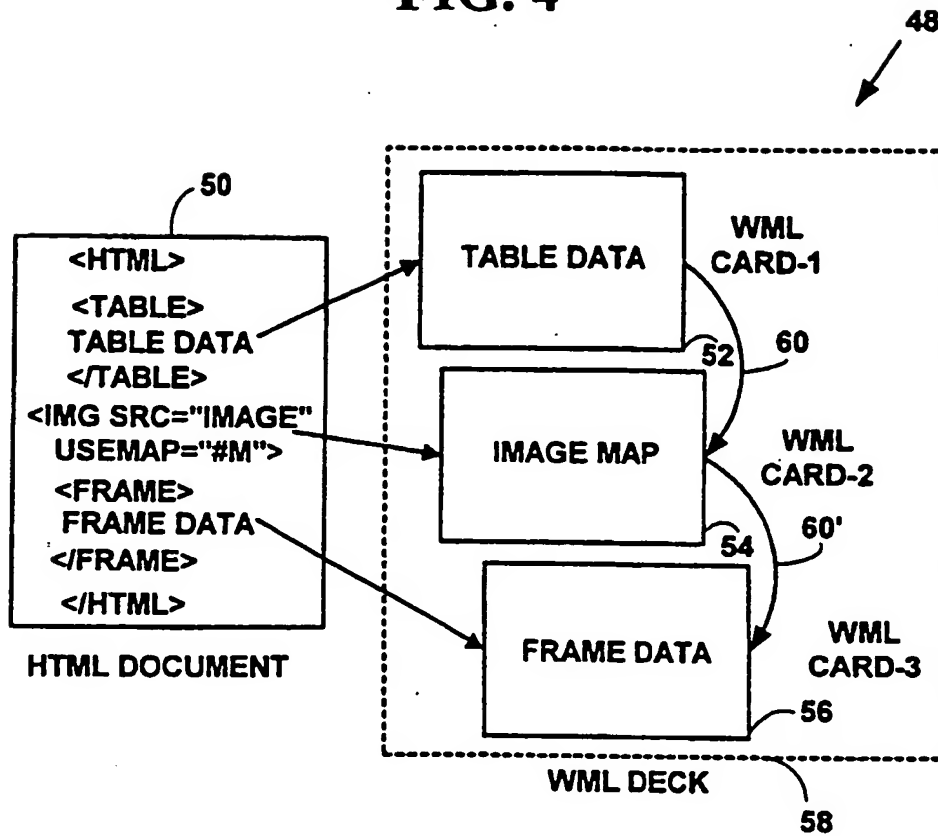 FIG. 4
48
50
<HTML>
<TABLE>
TABLE DATA
</TABLE>
<IMG SRC="IMAGE"
USEMAP="#M">
<FRAME>
FRAME DATA
</FRAME>
</HTML>
HTML DOCUMENT
TABLE DATA
WML
CARD-1
52
60
IMAGE MAP
WML
CARD-2
54
60'
FRAME DATA
WML
CARD-3
56
WML DECK
58